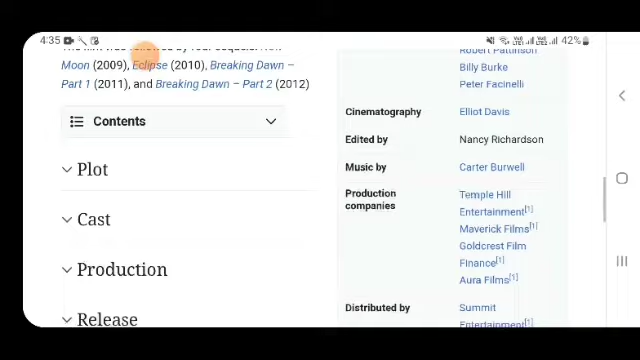 4:35 42%
Moon (2009), Eclipse (2010), Breaking Dawn –
Part 1 (2011), and Breaking Dawn – Part 2 (2012)
Contents
Plot
Cast
Production
Release
Robert Pattinson
Billy Burke
Peter Facinelli
Cinematography Elliot Davis
Edited by Nancy Richardson
Music by Carter Burwell
Production
companies
Temple Hill
Entertainment[1]
Maverick Films[1]
Goldcrest Film
Finance[1]
Aura Films[1]
Distributed by Summit
Entertainment[1]